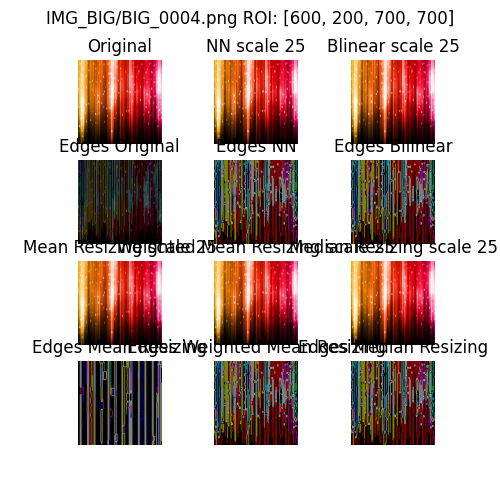 IMG_BIG/BIG_0004.png ROI: [600, 200, 700, 700]
Original
NN scale 25
Blinear scale 25
Edges Original
Edges NN
Edges Bilinear
Mean Resizing scale 25
Weighted Mean Resizing scale 25
Median Resizing scale 25
Edges Mean Resizing
Edges Weighted Mean Resizing
Edges Median Resizing